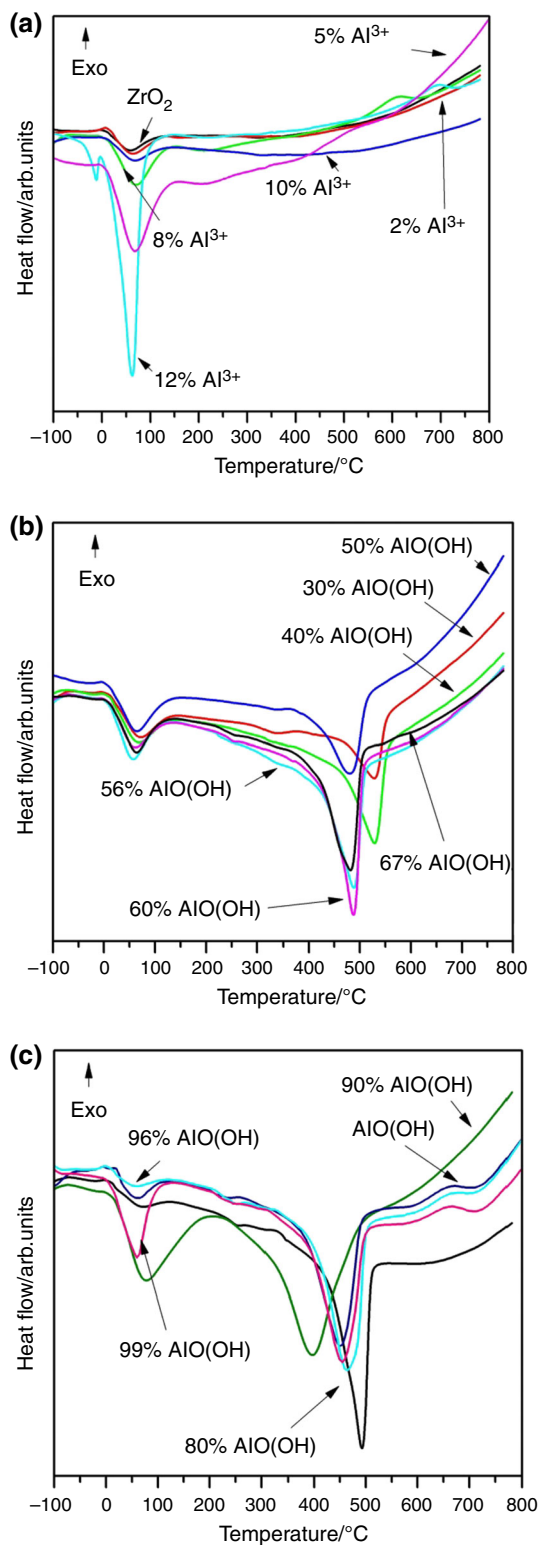 (a)
Exo
5% Al³⁺
ZrO₂
10% Al³⁺
8% Al³⁺
2% Al³⁺
12% Al³⁺
Heat flow/arb.units
–100 0 100 200 300 400 500 600 700 800
Temperature/°C
(b)
Exo
50% AlO(OH)
30% AlO(OH)
40% AlO(OH)
56% AlO(OH)
67% AlO(OH)
60% AlO(OH)
Heat flow/arb.units
–100 0 100 200 300 400 500 600 700 800
Temperature/°C
(c)
Exo
90% AlO(OH)
96% AlO(OH)
AlO(OH)
99% AlO(OH)
80% AlO(OH)
Heat flow/arb.units
–100 0 100 200 300 400 500 600 700 800
Temperature/°C